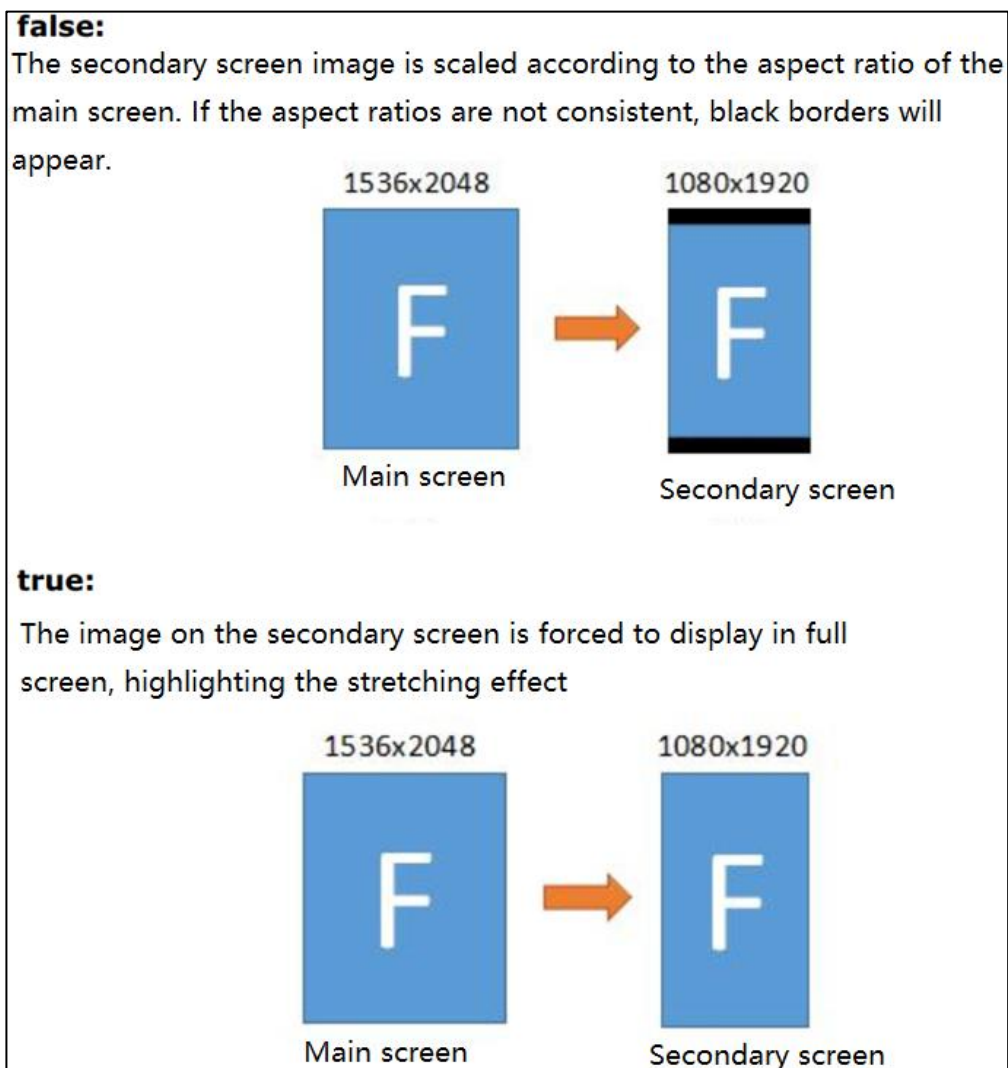 false:
The secondary screen image is scaled according to the aspect ratio of the
main screen. If the aspect ratios are not consistent, black borders will
appear.
1536x2048
1080x1920
F
F
Main screen
Secondary screen
true:
The image on the secondary screen is forced to display in full
screen, highlighting the stretching effect
1536x2048
1080x1920
F
F
Main screen
Secondary screen